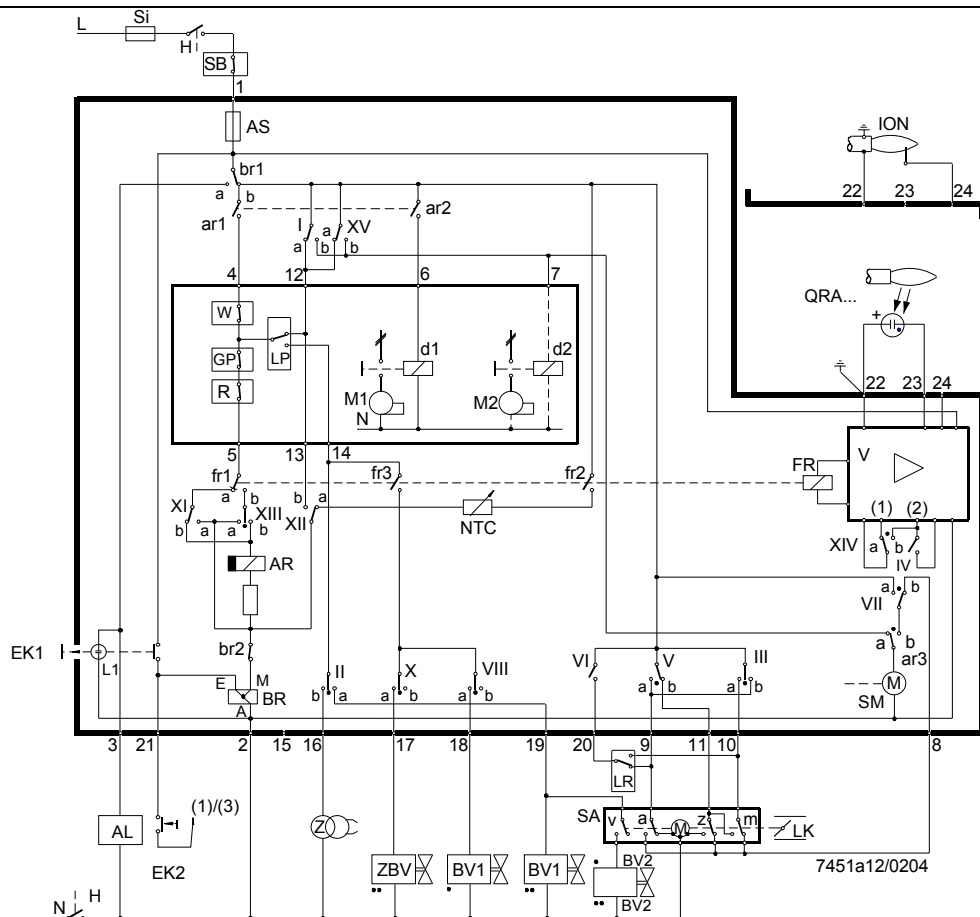 L
Si
H
SB
1
AS
ION
br1
a b
22 23 24
ar1
ar2
I
XV
a b a b
4 12 6 7
QRA...
+
W
LP
d1
d2
GP
R
M1
N
M2
22 23 24
V
FR
5 13 14
fr1
fr3
fr2
XI
a b
XIII
b a
a b
b a
XII
NTC
(1) (2)
XIV
a b
IV
AR
a b
VII
EK1
L1
br2
a b
ar3
E M
BR
A
II
X
VIII
VI
V
III
b a
a b
a b
a b
a b
M
SM
3 21 2 15 16 17 18 19 20 9 11 10 8
LR
(1)/(3)
SA
v a M z m
LK
AL
Z
7451a12/0204
EK2
ZBV
BV1
BV1
BV2
BV2
N H